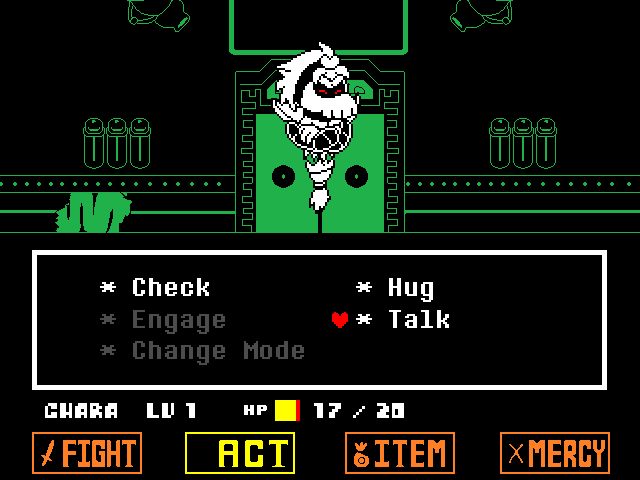 * Check * Hug
* Engage * Talk
* Change Mode
CHARA LV 1 HP 17 / 20
FIGHT ACT ITEM MERCY